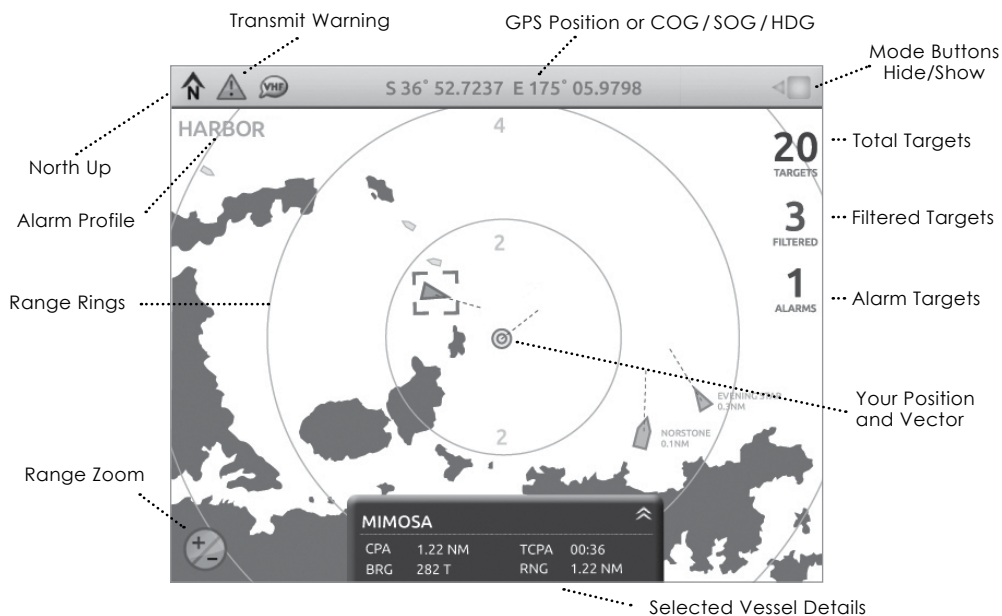 Transmit Warning
GPS Position or COG / SOG / HDG
Mode Buttons
Hide/Show
N
VHF
S 36° 52.7237 E 175° 05.9798
HARBOR
4
20
TARGETS
Total Targets
North Up
Alarm Profile
3
FILTERED
Filtered Targets
2
Range Rings
1
ALARMS
Alarm Targets
Your Position
and Vector
EVENING STAR
0.3NM
NORSTONE
0.1NM
2
Range Zoom
+
−
MIMOSA
CPA 1.22 NM TCPA 00:36
BRG 282 T RNG 1.22 NM
Selected Vessel Details